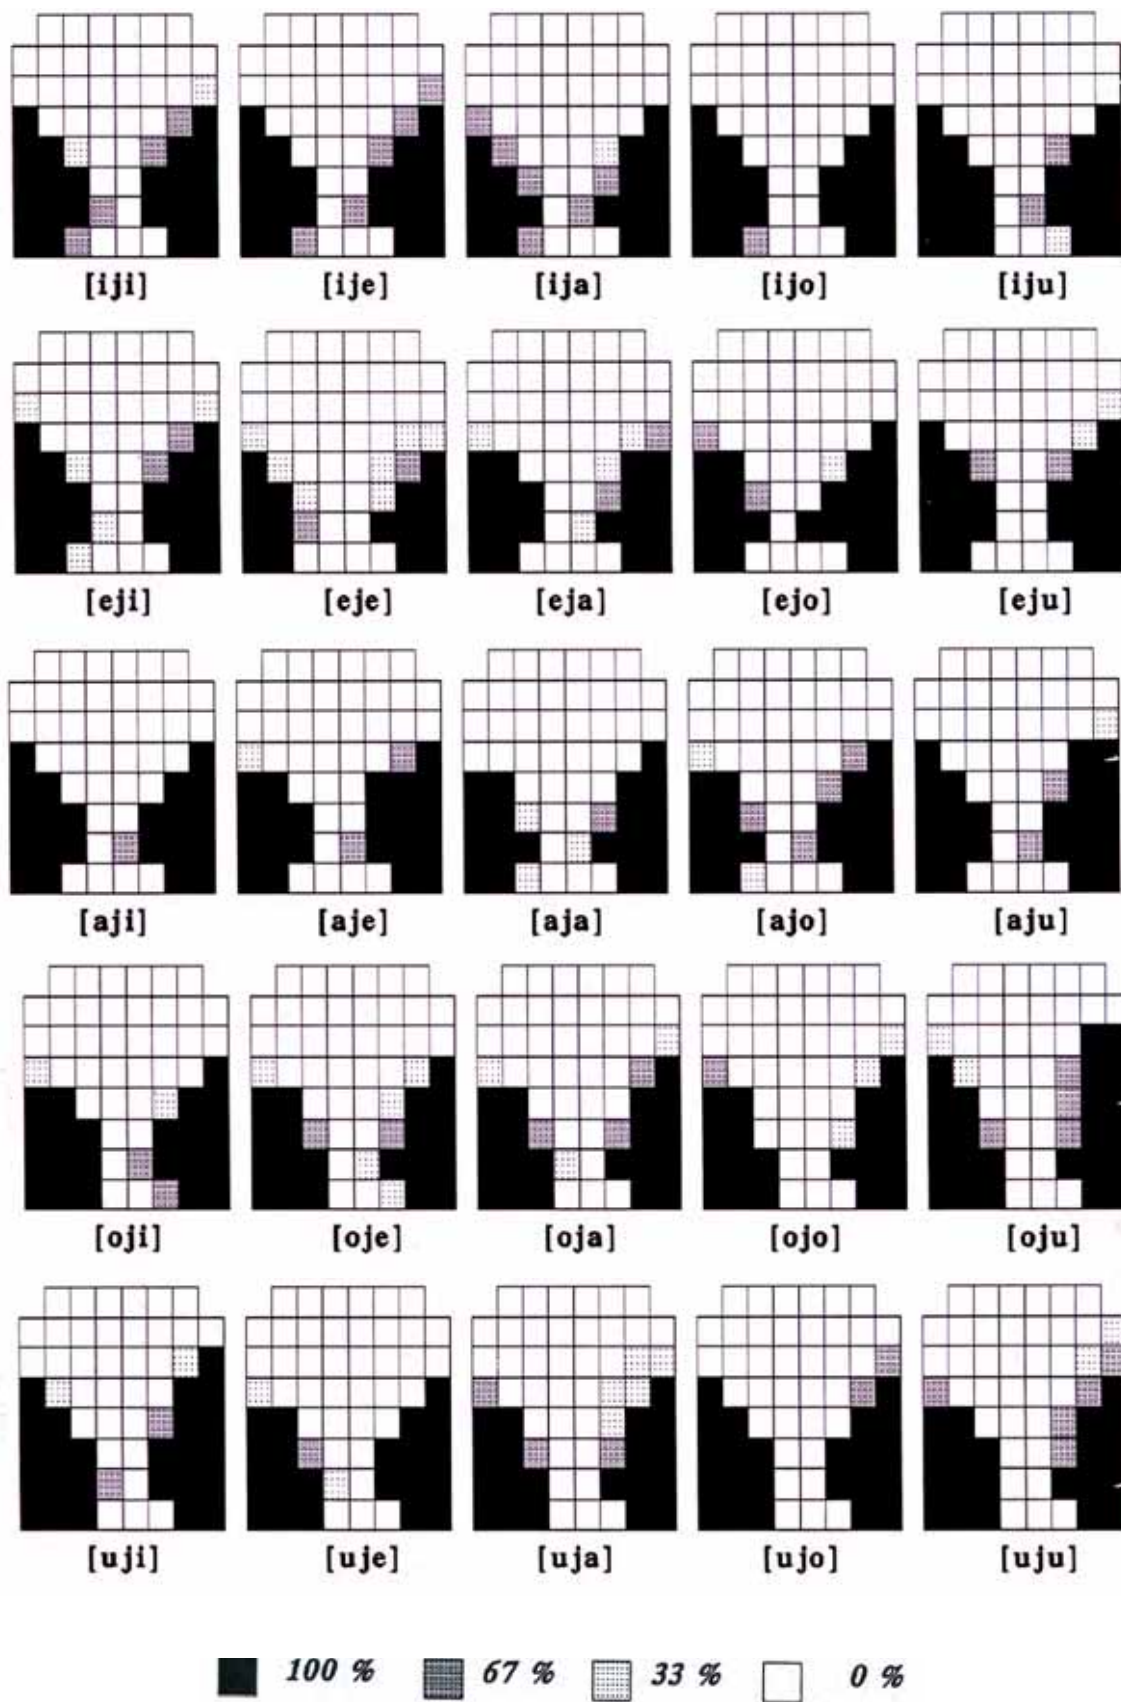 [iji] [ije] [ija] [ijo] [iju]
[eji] [eje] [eja] [ejo] [eju]
[aji] [aje] [aja] [ajo] [aju]
[oji] [oje] [oja] [ojo] [oju]
[uji] [uje] [uja] [ujo] [uju]
100 % 67 % 33 % 0 %